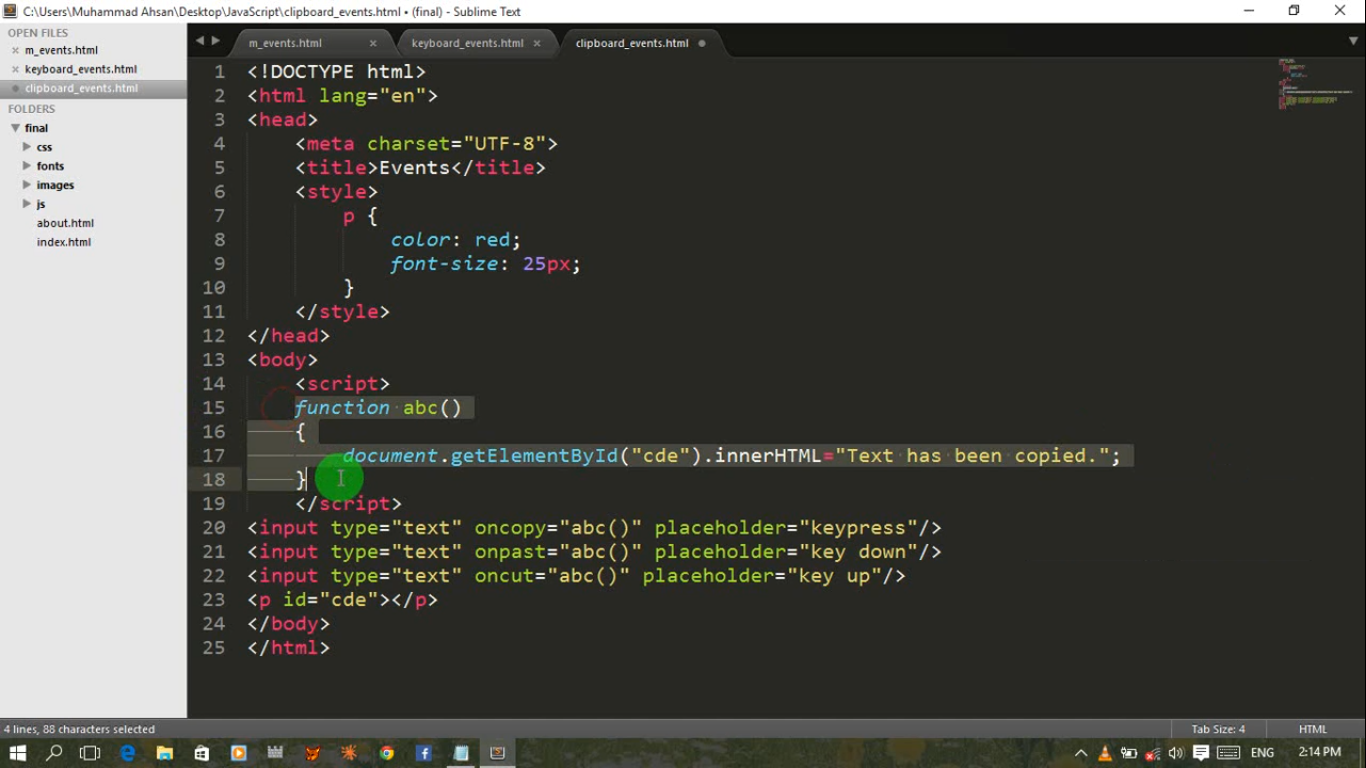 C:\Users\Muhammad Ahsan\Desktop\JavaScript\clipboard_events.html • (final) - Sublime Text
OPEN FILES
m_events.html
keyboard_events.html
clipboard_events.html
FOLDERS
final
css
fonts
images
js
about.html
index.html
m_events.html
keyboard_events.html
clipboard_events.html
1 <!DOCTYPE html>
2 <html lang="en">
3 <head>
4 <meta charset="UTF-8">
5 <title>Events</title>
6 <style>
7 p {
8 color: red;
9 font-size: 25px;
10 }
11 </style>
12 </head>
13 <body>
14 <script>
15 function abc()
16 {
17 document.getElementById("cde").innerHTML="Text has been copied.";
18 }
19 </script>
20 <input type="text" oncopy="abc()" placeholder="keypress"/>
21 <input type="text" onpast="abc()" placeholder="key down"/>
22 <input type="text" oncut="abc()" placeholder="key up"/>
23 <p id="cde"></p>
24 </body>
25 </html>
4 lines, 88 characters selected
Tab Size: 4
HTML
ENG
2:14 PM